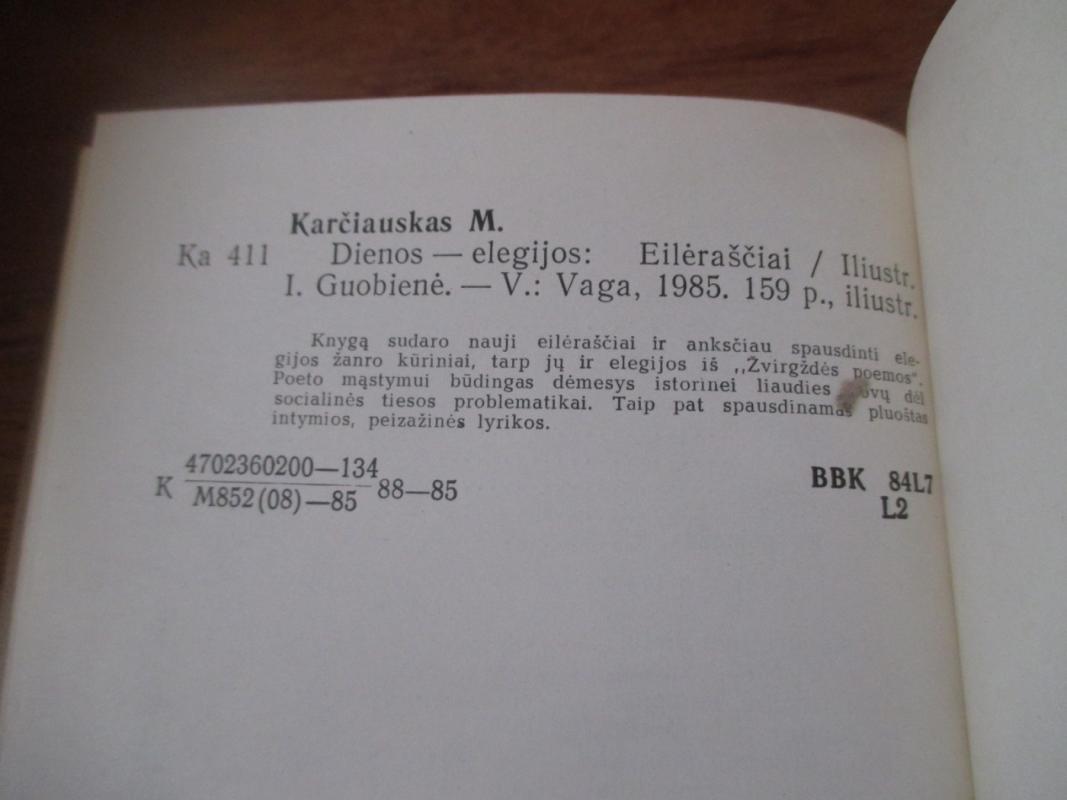 Karčiauskas M.
Ka 411 Dienos — elegijos: Eilėraščiai / Iliustr.
I. Guobienė. — V.: Vaga, 1985. 159 p., iliustr.
Knygą sudaro nauji eilėraščiai ir anksčiau spausdinti ele-
gijos žanro kūriniai, tarp jų ir elegijos iš ,,Žvirgždės poemos".
Poeto mąstymui būdingas dėmesys istorinei liaudies dėl
socialinės tiesos problematikai. Taip pat spausdinamas pluoštas
intymios, peizažinės lyrikos.
K 4702360200—134
M852(08)—85 88—85
BBK 84L7
L2